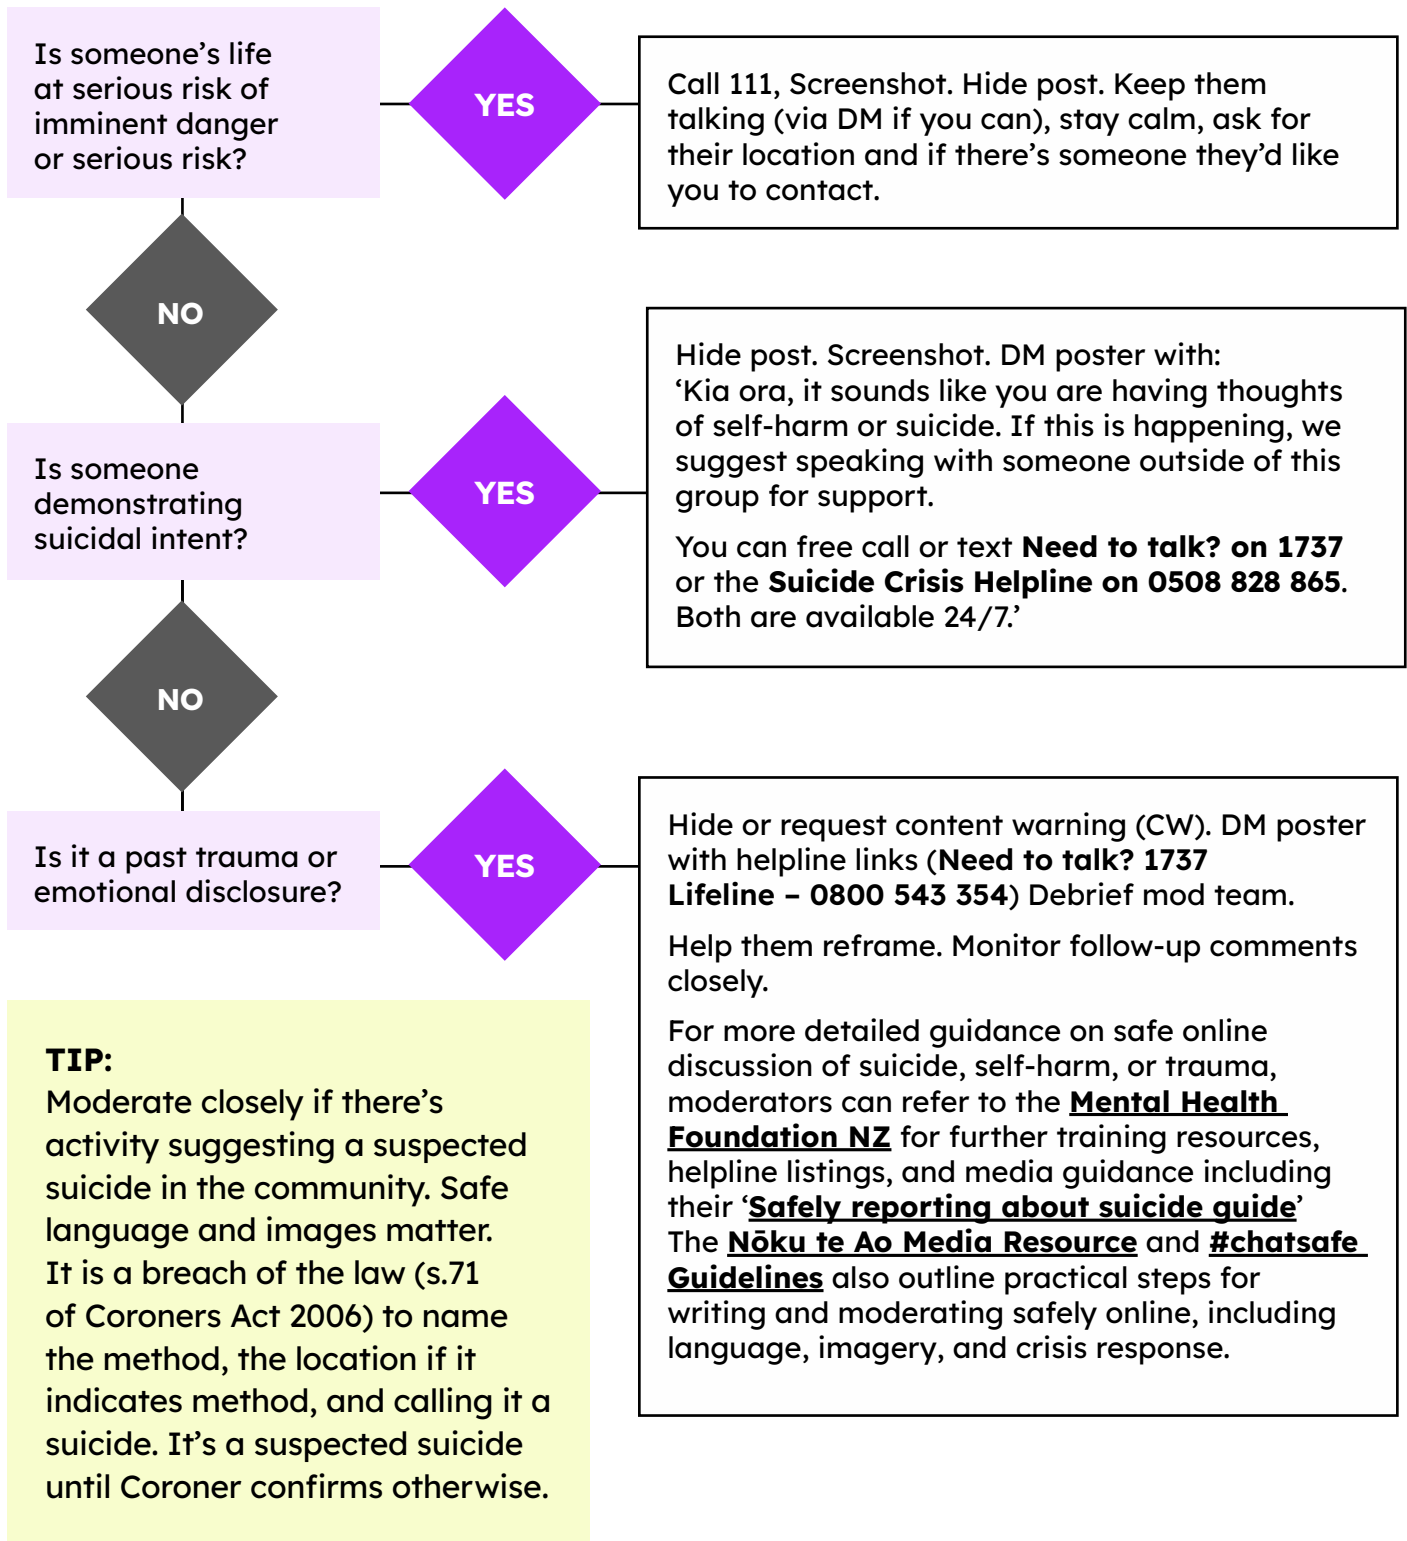 Is someone’s life
at serious risk of
imminent danger
or serious risk?
YES
Call 111, Screenshot. Hide post. Keep them
talking (via DM if you can), stay calm, ask for
their location and if there’s someone they’d like
you to contact.
NO
Is someone
demonstrating
suicidal intent?
YES
Hide post. Screenshot. DM poster with:
‘Kia ora, it sounds like you are having thoughts
of self-harm or suicide. If this is happening, we
suggest speaking with someone outside of this
group for support.
You can free call or text Need to talk? on 1737
or the Suicide Crisis Helpline on 0508 828 865.
Both are available 24/7.’
NO
Is it a past trauma or
emotional disclosure?
YES
Hide or request content warning (CW). DM poster
with helpline links (Need to talk? 1737
Lifeline – 0800 543 354) Debrief mod team.
Help them reframe. Monitor follow-up comments
closely.
For more detailed guidance on safe online
discussion of suicide, self-harm, or trauma,
moderators can refer to the Mental Health
Foundation NZ for further training resources,
helpline listings, and media guidance including
their ‘Safely reporting about suicide guide’
The Nōku te Ao Media Resource and #chatsafe
Guidelines also outline practical steps for
writing and moderating safely online, including
language, imagery, and crisis response.
TIP:
Moderate closely if there’s
activity suggesting a suspected
suicide in the community. Safe
language and images matter.
It is a breach of the law (s.71
of Coroners Act 2006) to name
the method, the location if it
indicates method, and calling it a
suicide. It’s a suspected suicide
until Coroner confirms otherwise.